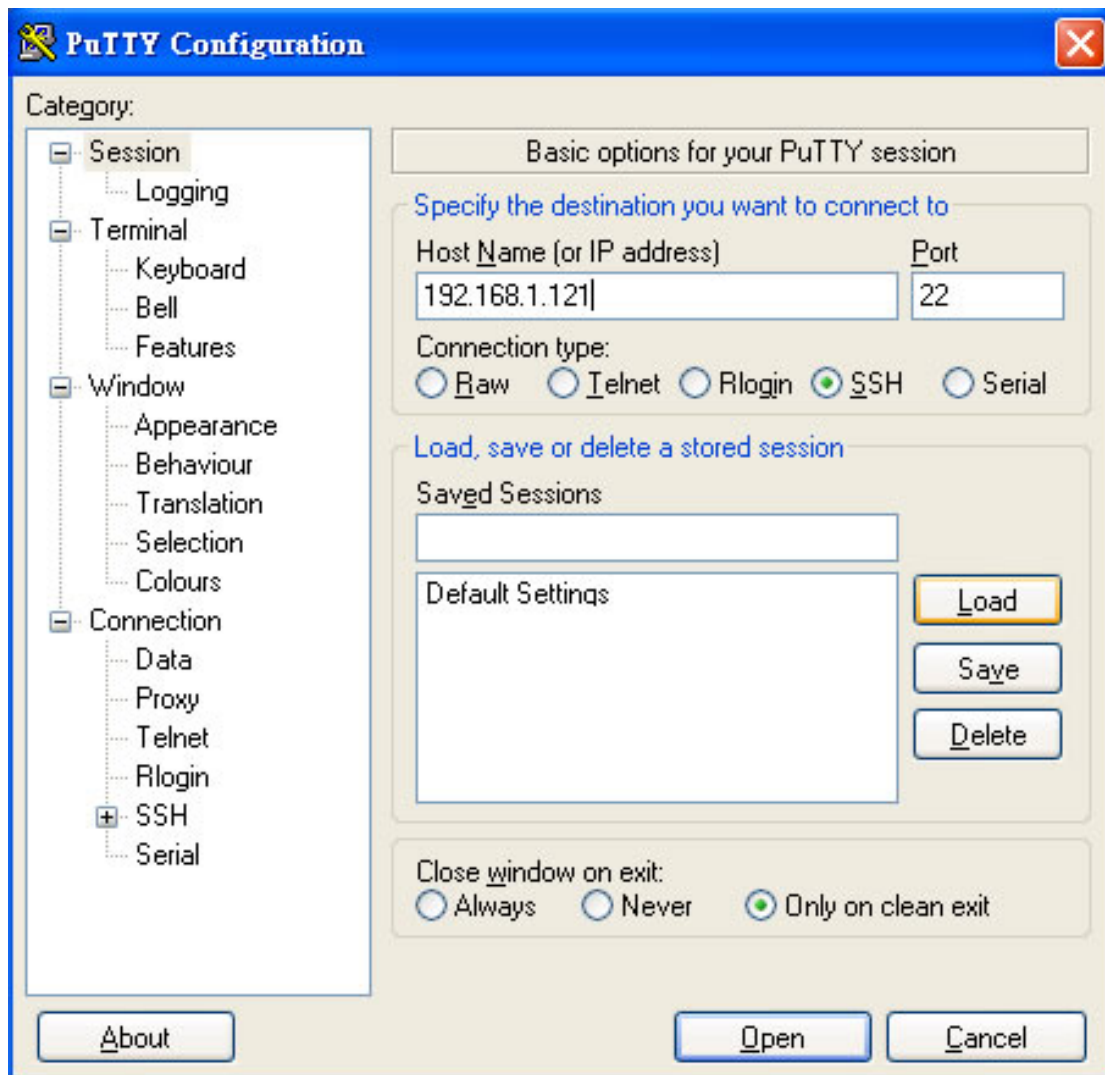 PuTTY Configuration
Category:
Session
Logging
Terminal
Keyboard
Bell
Features
Window
Appearance
Behaviour
Translation
Selection
Colours
Connection
Data
Proxy
Telnet
Rlogin
SSH
Serial
Basic options for your PuTTY session
Specify the destination you want to connect to
Host Name (or IP address) Port
192.168.1.121 22
Connection type:
Raw Telnet Rlogin SSH Serial
Load, save or delete a stored session
Saved Sessions
Default Settings
Load
Save
Delete
Close window on exit:
Always Never Only on clean exit
About Open Cancel